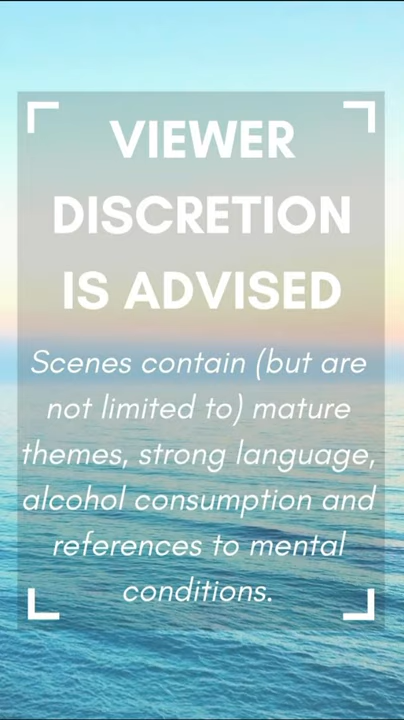 VIEWER
DISCRETION
IS ADVISED
Scenes contain (but are
not limited to) mature
themes, strong language,
alcohol consumption and
references to mental
conditions.